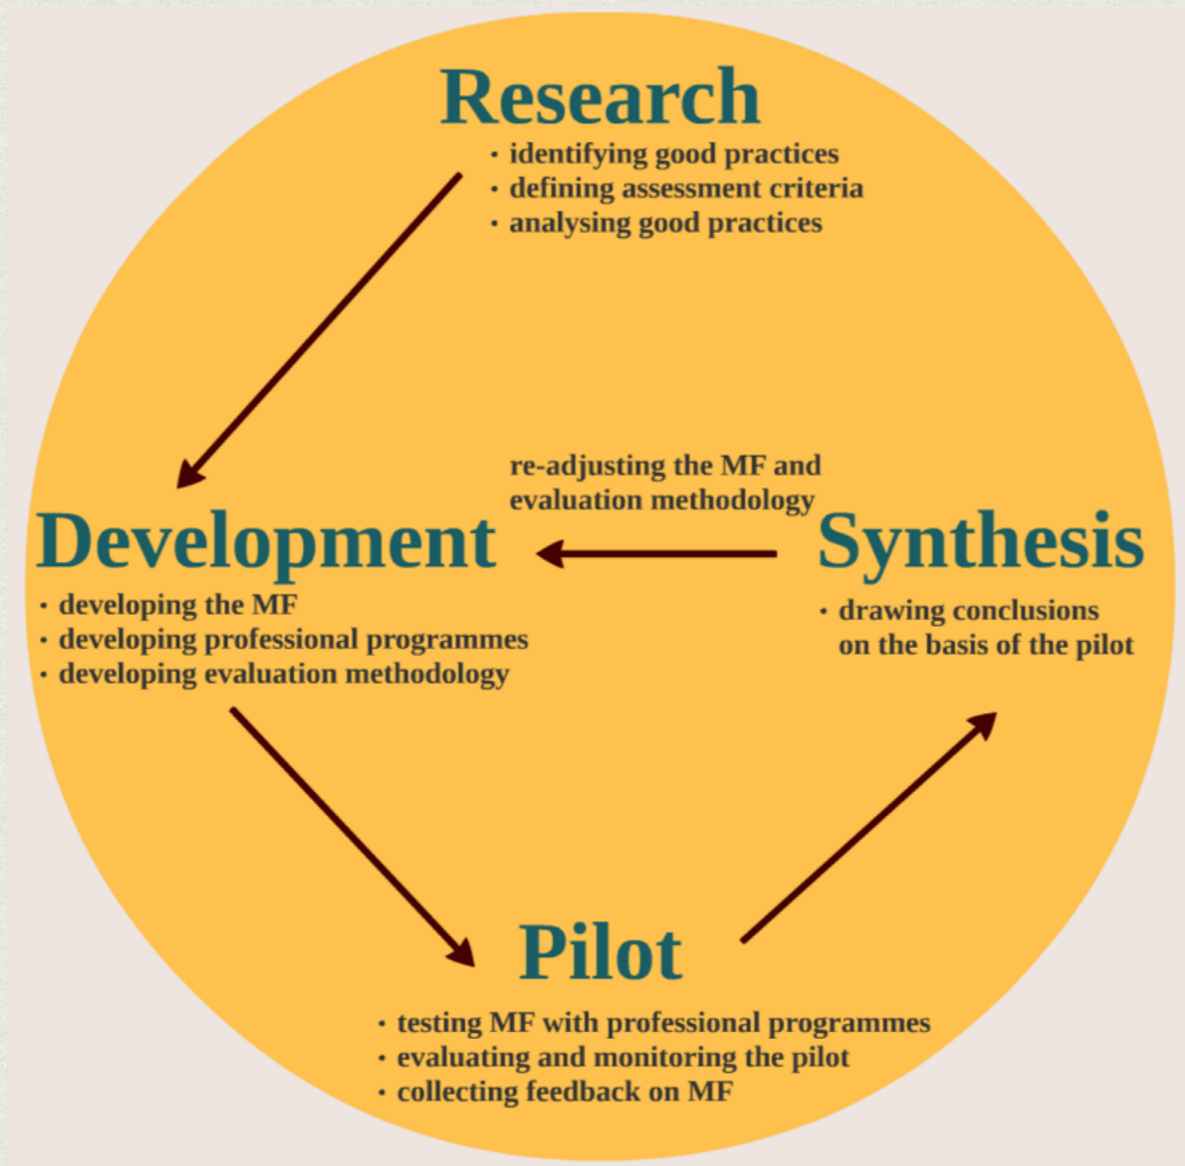 Research
· identifying good practices
· defining assessment criteria
· analysing good practices
re-adjusting the MF and
evaluation methodology
Development
· developing the MF
· developing professional programmes
· developing evaluation methodology
Synthesis
· drawing conclusions
on the basis of the pilot
Pilot
· testing MF with professional programmes
· evaluating and monitoring the pilot
· collecting feedback on MF